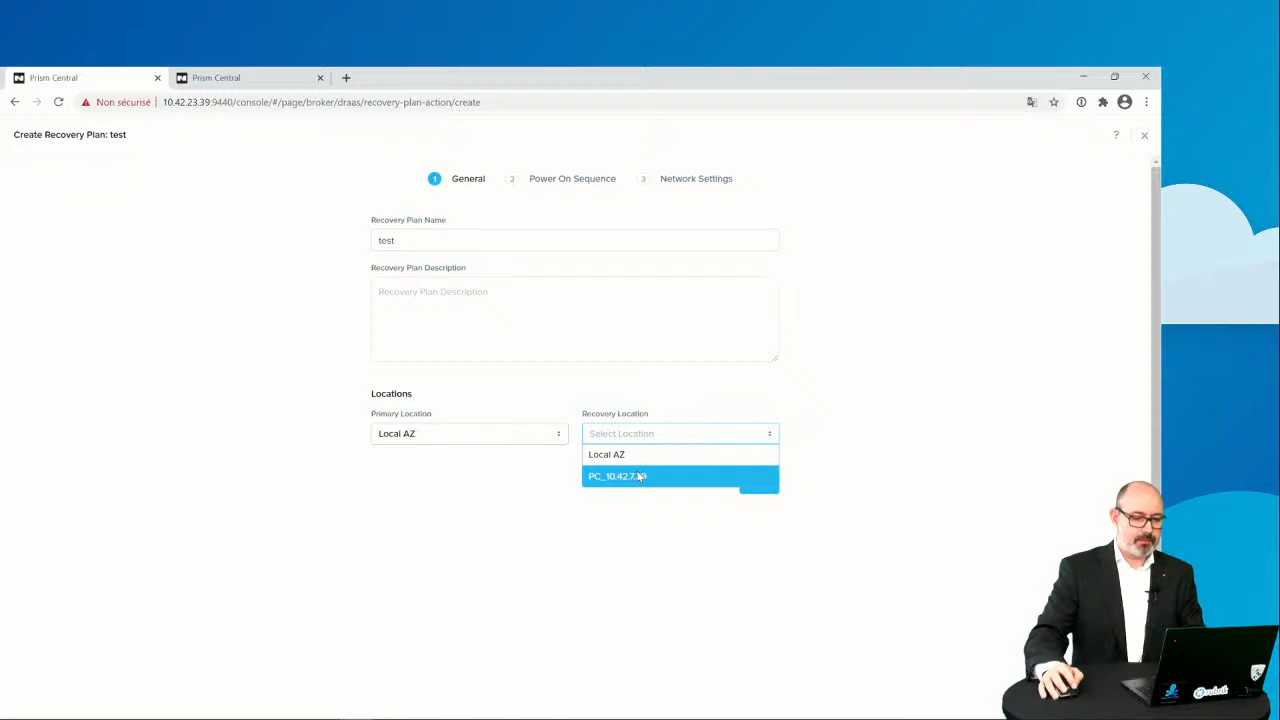 Prism Central
Prism Central
Non sécurisé
10.42.23.39:9440/console/#/page/broker/draas/recovery-plan-action/create
Create Recovery Plan: test
?
1 General
2 Power On Sequence
3 Network Settings
Recovery Plan Name
test
Recovery Plan Description
Recovery Plan Description
Locations
Primary Location
Recovery Location
Local AZ
Select Location
Local AZ
rubrik